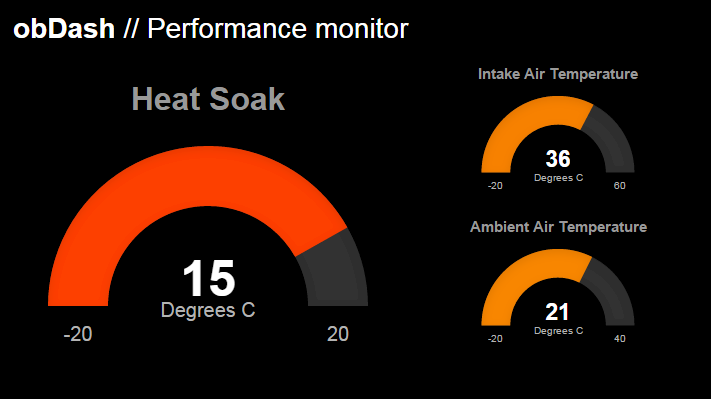 obDash // Performance monitor
Heat Soak
15
Degrees C
-20
20
Intake Air Temperature
36
Degrees C
-20
60
Ambient Air Temperature
21
Degrees C
-20
40